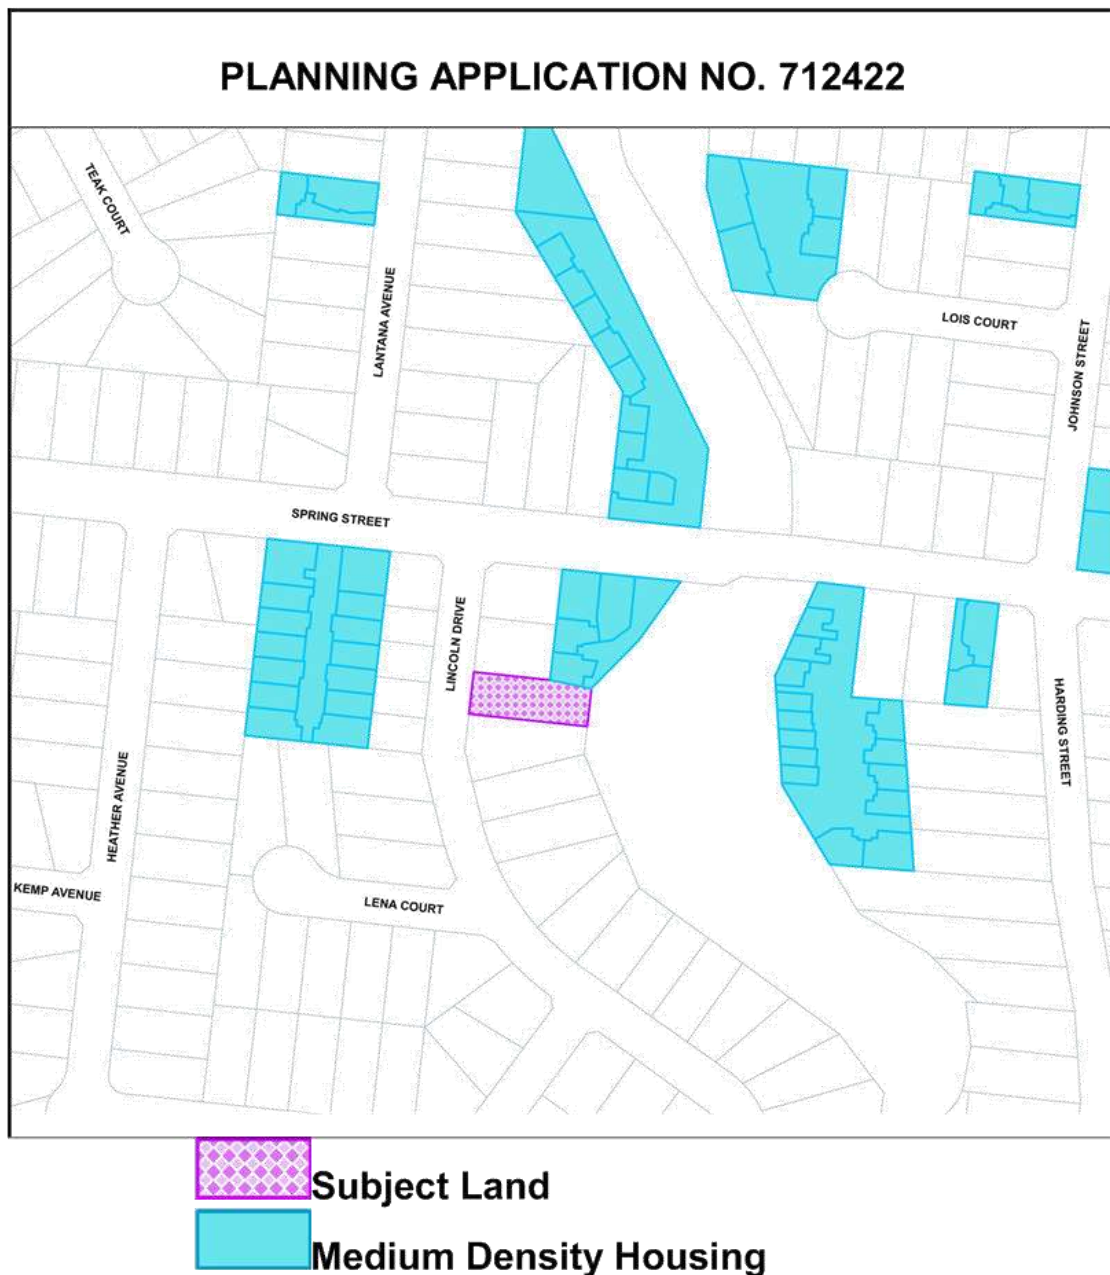 PLANNING APPLICATION NO. 712422
TEAK COURT
LANTANA AVENUE
LOIS COURT
JOHNSON STREET
SPRING STREET
LINCOLN DRIVE
HARDING STREET
HEATHER AVENUE
KEMP AVENUE
LENA COURT
Subject Land
Medium Density Housing